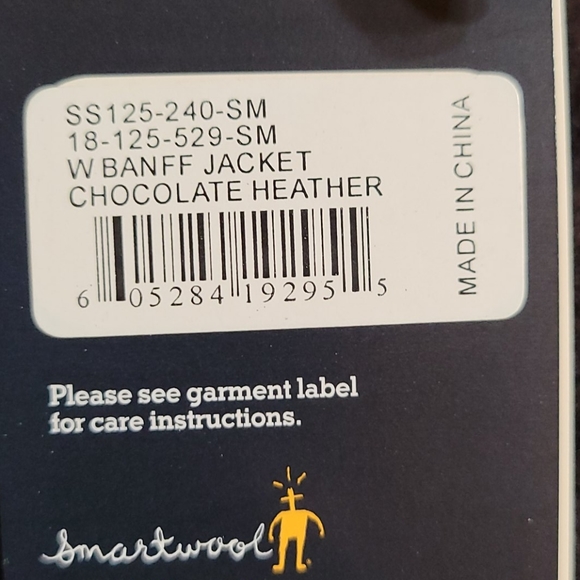 SS125-240-SM
18-125-529-SM
W BANFF JACKET
CHOCOLATE HEATHER
6 05284 19295 5
MADE IN CHINA
Please see garment label
for care instructions.
smartwool